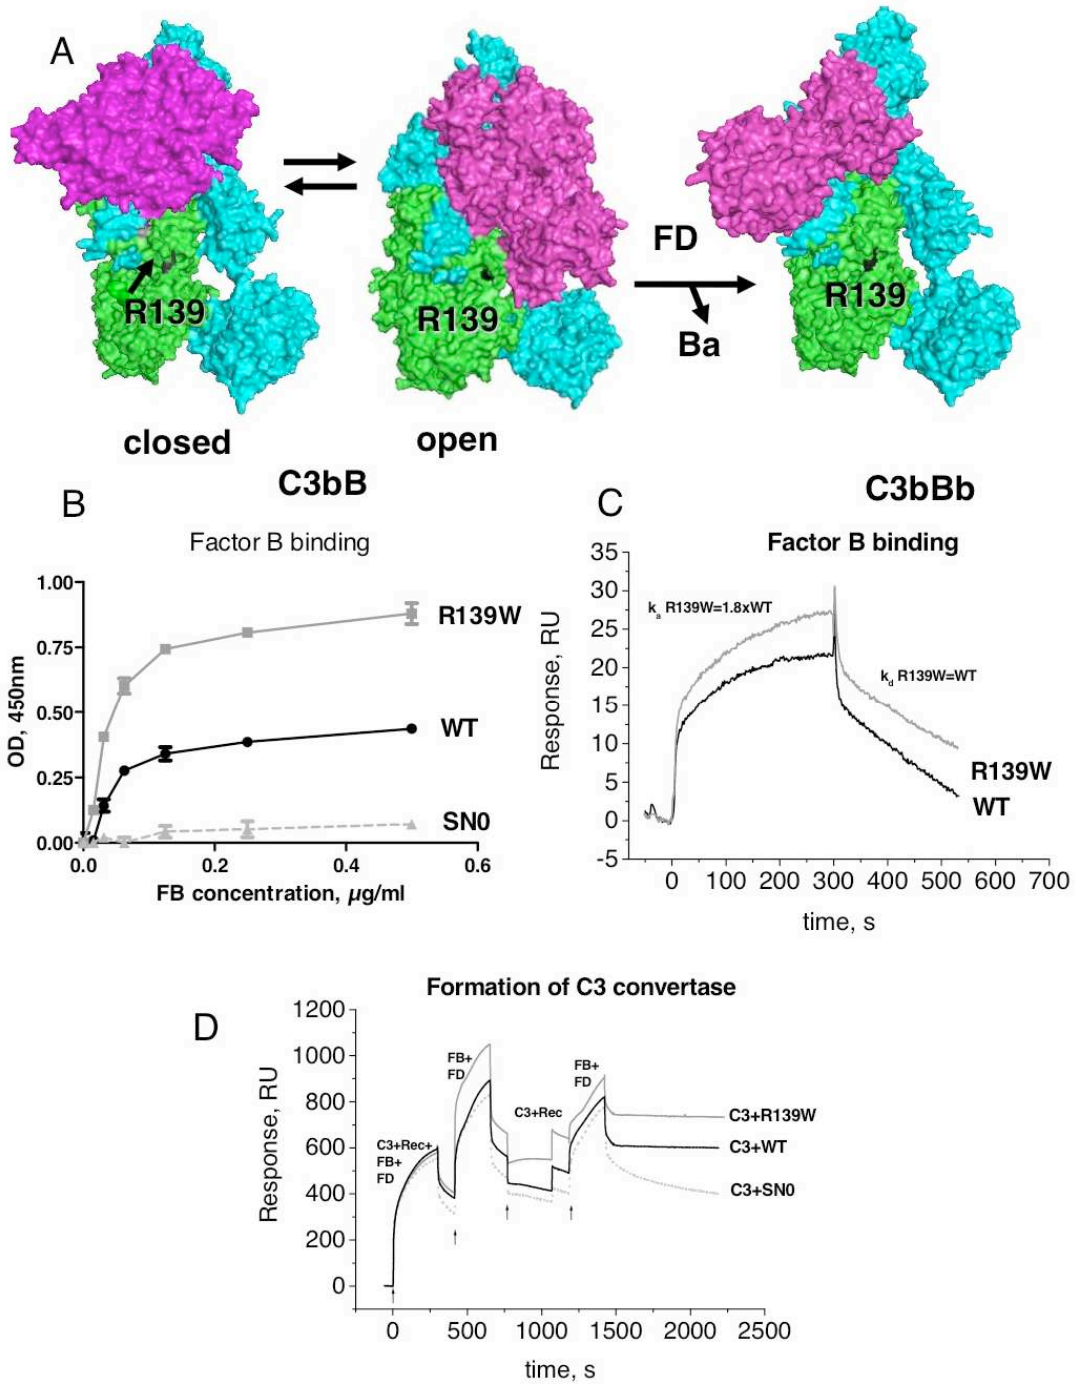 A
R139
R139
FD
Ba
R139
closed
open
C3bB
C3bBb
B
Factor B binding
OD, 450nm
1.00
0.75
0.50
0.25
0.00
0.0
0.2
0.4
0.6
R139W
WT
SN0
FB concentration, µg/ml
C
Factor B binding
Response, RU
35
30
25
20
15
10
5
0
-5
ka R139W=1.8xWT
kd R139W=WT
R139W
WT
0
100
200
300
400
500
600
700
time, s
D
Formation of C3 convertase
Response, RU
1200
1000
800
600
400
200
0
C3+Rec+
FB+
FD
FB+
FD
C3+Rec
FB+
FD
C3+R139W
C3+WT
C3+SN0
0
500
1000
1500
2000
2500
time, s